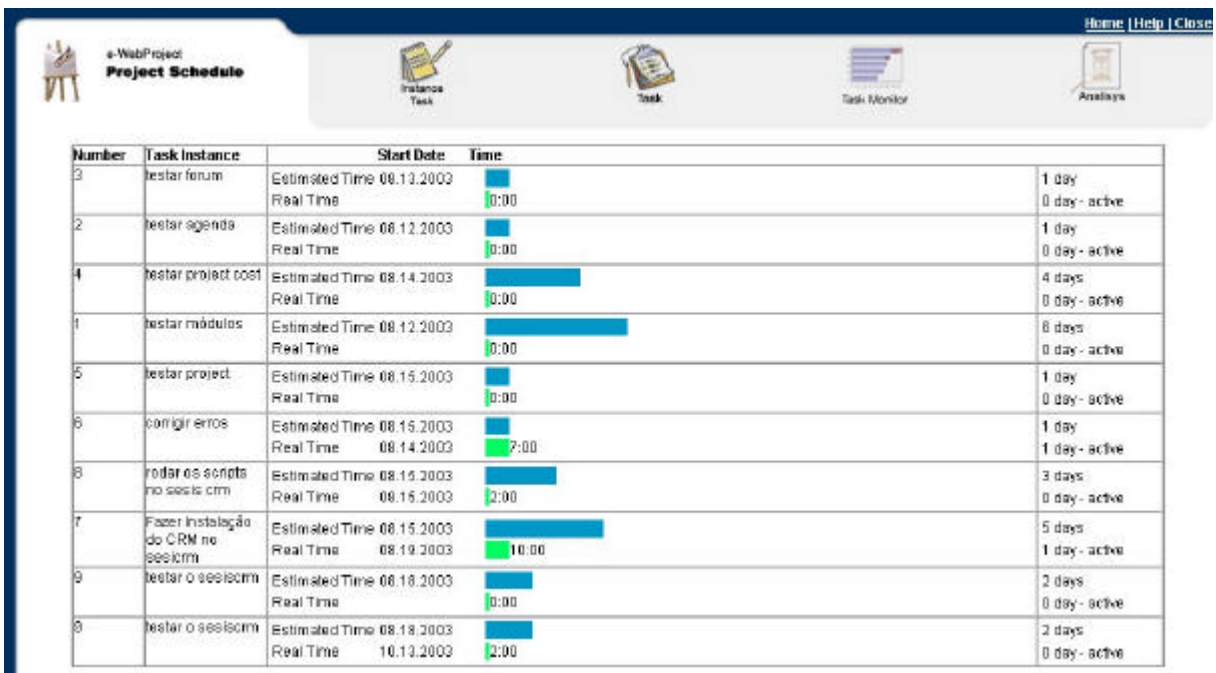 Home | Help | Close
e-WebProject
Project Schedule
Instance
Task
Task
Task Monitor
Analisys
Number Task Instance Start Date Time
3 testar forum Estimated Time 08.13.2003 1 day
Real Time 0:00 0 day - active
2 testar agenda Estimated Time 08.12.2003 1 day
Real Time 0:00 0 day - active
4 testar project cost Estimated Time 08.14.2003 4 days
Real Time 0:00 0 day - active
1 testar módulos Estimated Time 08.12.2003 6 days
Real Time 0:00 0 day - active
5 testar project Estimated Time 08.15.2003 1 day
Real Time 0:00 0 day - active
6 corrigir erros Estimated Time 08.15.2003 1 day
Real Time 08.14.2003 7:00 1 day - active
8 rodar os scripts Estimated Time 08.15.2003 3 days
no sesis crm Real Time 08.15.2003 2:00 0 day - active
7 Fazer Instalação
do CRM no Estimated Time 08.15.2003 5 days
sesicrm Real Time 08.19.2003 10:00 1 day - active
9 testar o sesiscrm Estimated Time 08.18.2003 2 days
Real Time 0:00 0 day - active
9 testar o sesiscrm Estimated Time 08.18.2003 2 days
Real Time 10.13.2003 2:00 0 day - active